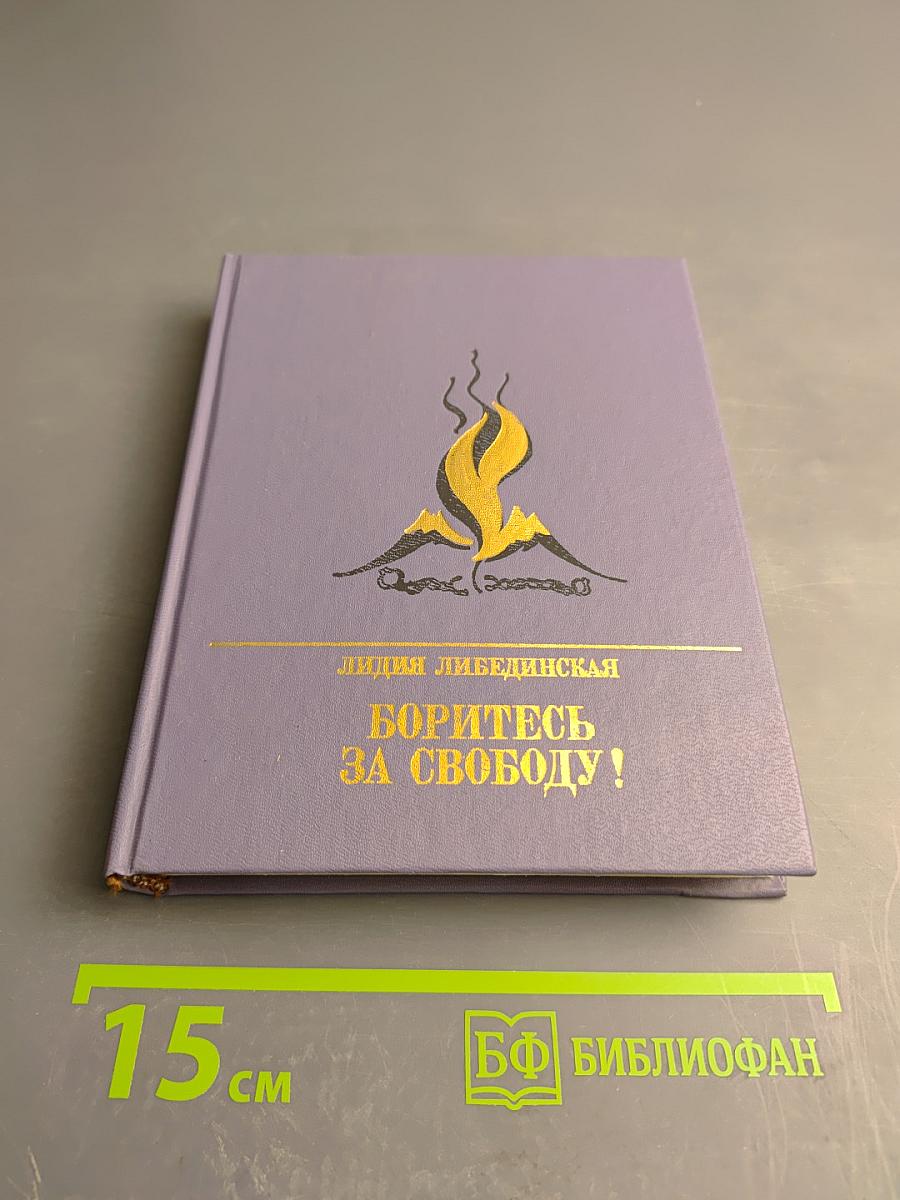 ЛИДИЯ ЛИБЕДИНСКАЯ
БОРИТЕСЬ
ЗА СВОБОДУ!
15 см
БФ БИБЛИОФАН